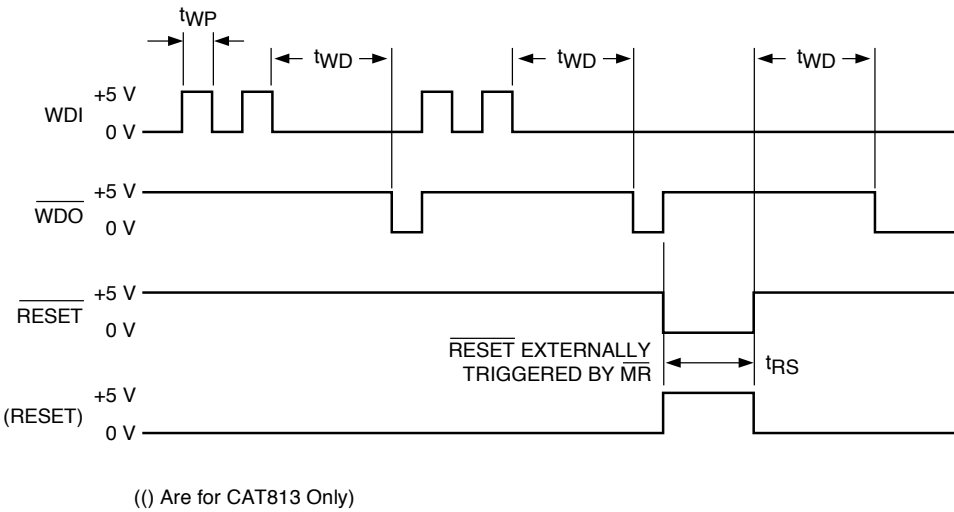 tWP
tWD tWD tWD
+5 V
WDI
0 V
+5 V
WDO
0 V
+5 V
RESET
0 V
RESET EXTERNALLY
TRIGGERED BY MR
tRS
+5 V
(RESET)
0 V
(() Are for CAT813 Only)